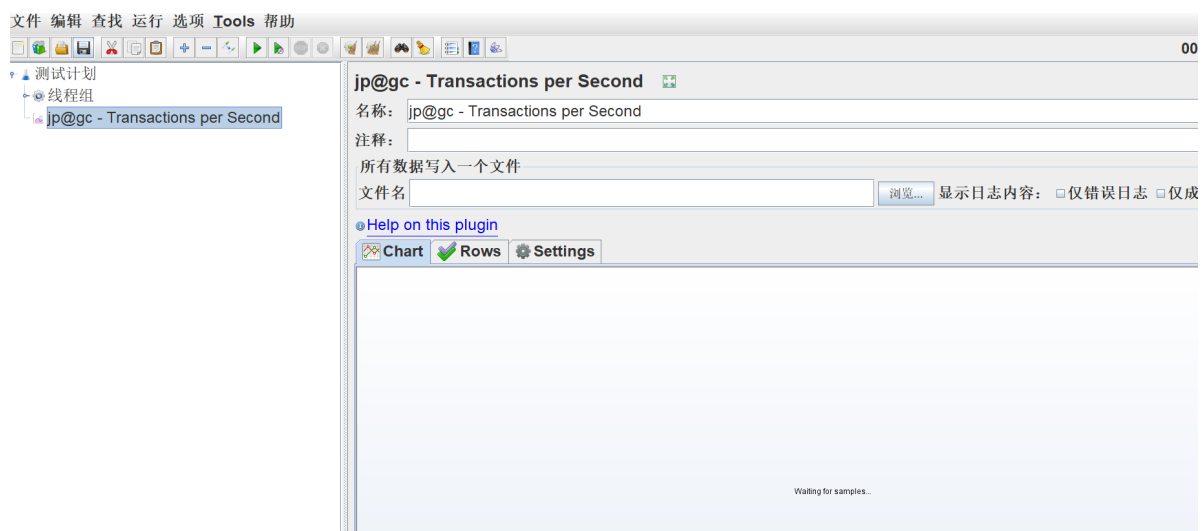 文件 编辑 查找 运行 选项 Tools 帮助
00
测试计划
线程组
jp@gc - Transactions per Second
jp@gc - Transactions per Second
名称： jp@gc - Transactions per Second
注释：
所有数据写入一个文件
文件名 浏览... 显示日志内容： 仅错误日志 仅成
Help on this plugin
Chart Rows Settings
Waiting for samples...